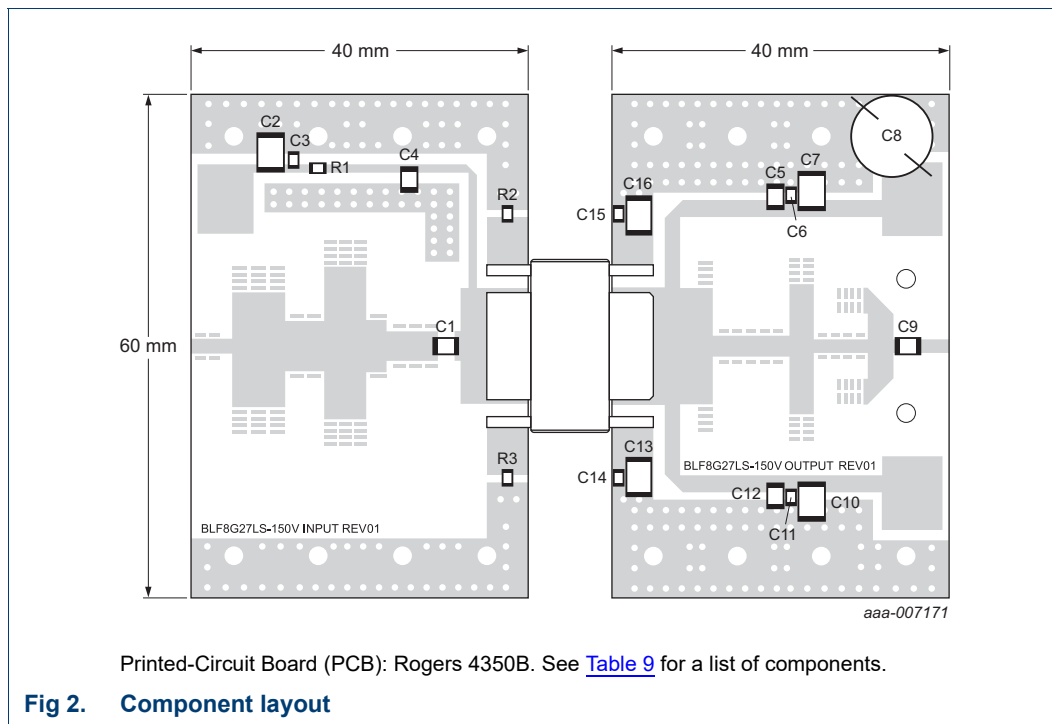 40 mm
40 mm
C2
C3
R1
C4
R2
C15
C16
C5
C7
C6
C8
60 mm
C1
C9
R3
C14
C13
BLF8G27LS-150V OUTPUT REV01
C12
C10
C11
BLF8G27LS-150V INPUT REV01
aaa-007171
Printed-Circuit Board (PCB): Rogers 4350B. See Table 9 for a list of components.
Fig 2. Component layout